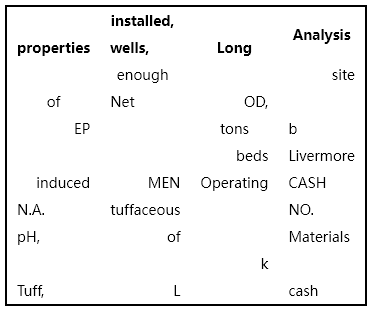 properties installed, wells, Long Analysis
enough site
of Net OD,
EP tons b
beds Livermore
induced MEN Operating CASH
N.A. tuffaceous NO.
pH, of Materials
k
Tuff, L cash